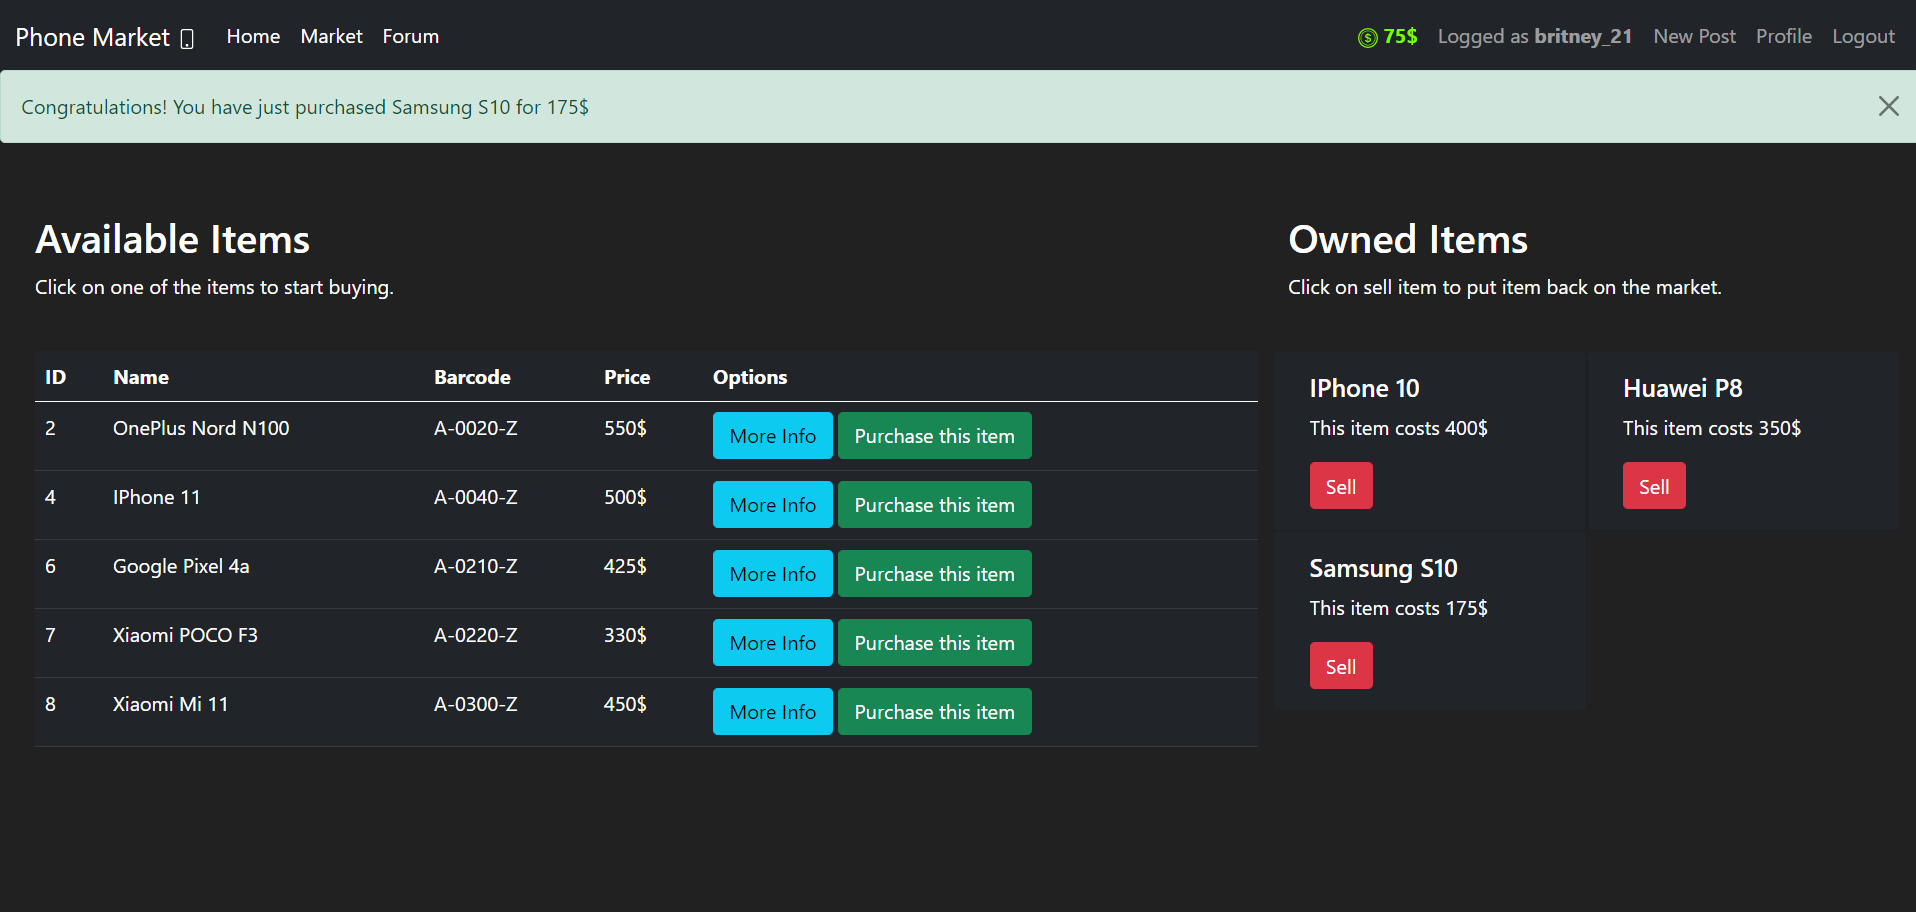 Phone Market Home Market Forum 75$ Logged as britney_21 New Post Profile Logout
Congratulations! You have just purchased Samsung S10 for 175$
Available Items
Click on one of the items to start buying.
ID Name Barcode Price Options
2 OnePlus Nord N100 A-0020-Z 550$ More Info Purchase this item
4 IPhone 11 A-0040-Z 500$ More Info Purchase this item
6 Google Pixel 4a A-0210-Z 425$ More Info Purchase this item
7 Xiaomi POCO F3 A-0220-Z 330$ More Info Purchase this item
8 Xiaomi Mi 11 A-0300-Z 450$ More Info Purchase this item
Owned Items
Click on sell item to put item back on the market.
IPhone 10
This item costs 400$
Sell
Huawei P8
This item costs 350$
Sell
Samsung S10
This item costs 175$
Sell